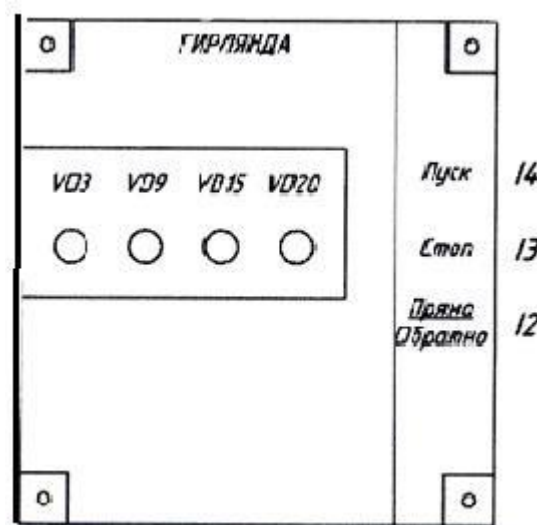 ГИРЛЯНДА
VD3 VD9 VD15 VD20
Пуск 14
Стоп 13
Прямо
Обратно 12